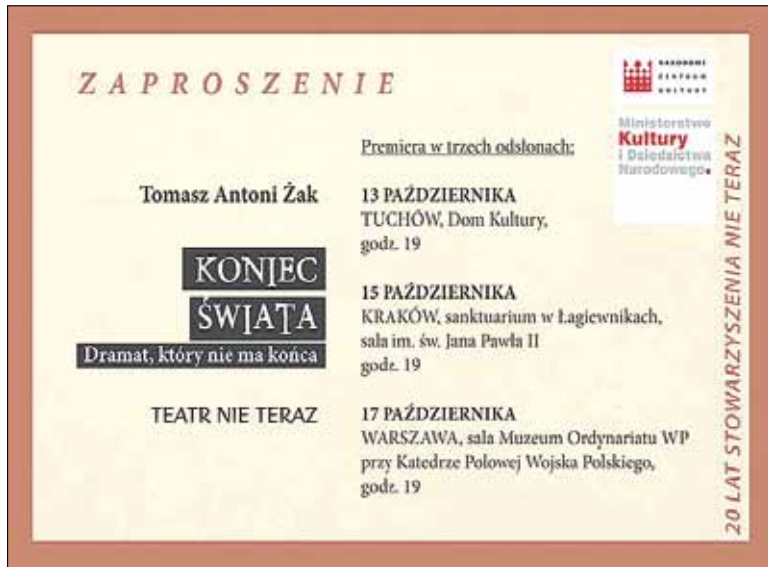 ZAPROSZENIE
NARODOWE
CENTRUM
KULTURY
Ministerstwo
Kultury
i Dziedzictwa
Narodowego.
Premiera w trzech odsłonach:
Tomasz Antoni Żak
KONIEC
ŚWIATA
Dramat, który nie ma końca
TEATR NIE TERAZ
13 PAŹDZIERNIKA
TUCHÓW, Dom Kultury,
godz. 19
15 PAŹDZIERNIKA
KRAKÓW, sanktuarium w Łagiewnikach,
sala im. św. Jana Pawła II
godz. 19
17 PAŹDZIERNIKA
WARSZAWA, sala Muzeum Ordynariatu WP
przy Katedrze Polowej Wojska Polskiego,
godz. 19
20 LAT STOWARZYSZENIA NIE TERAZ